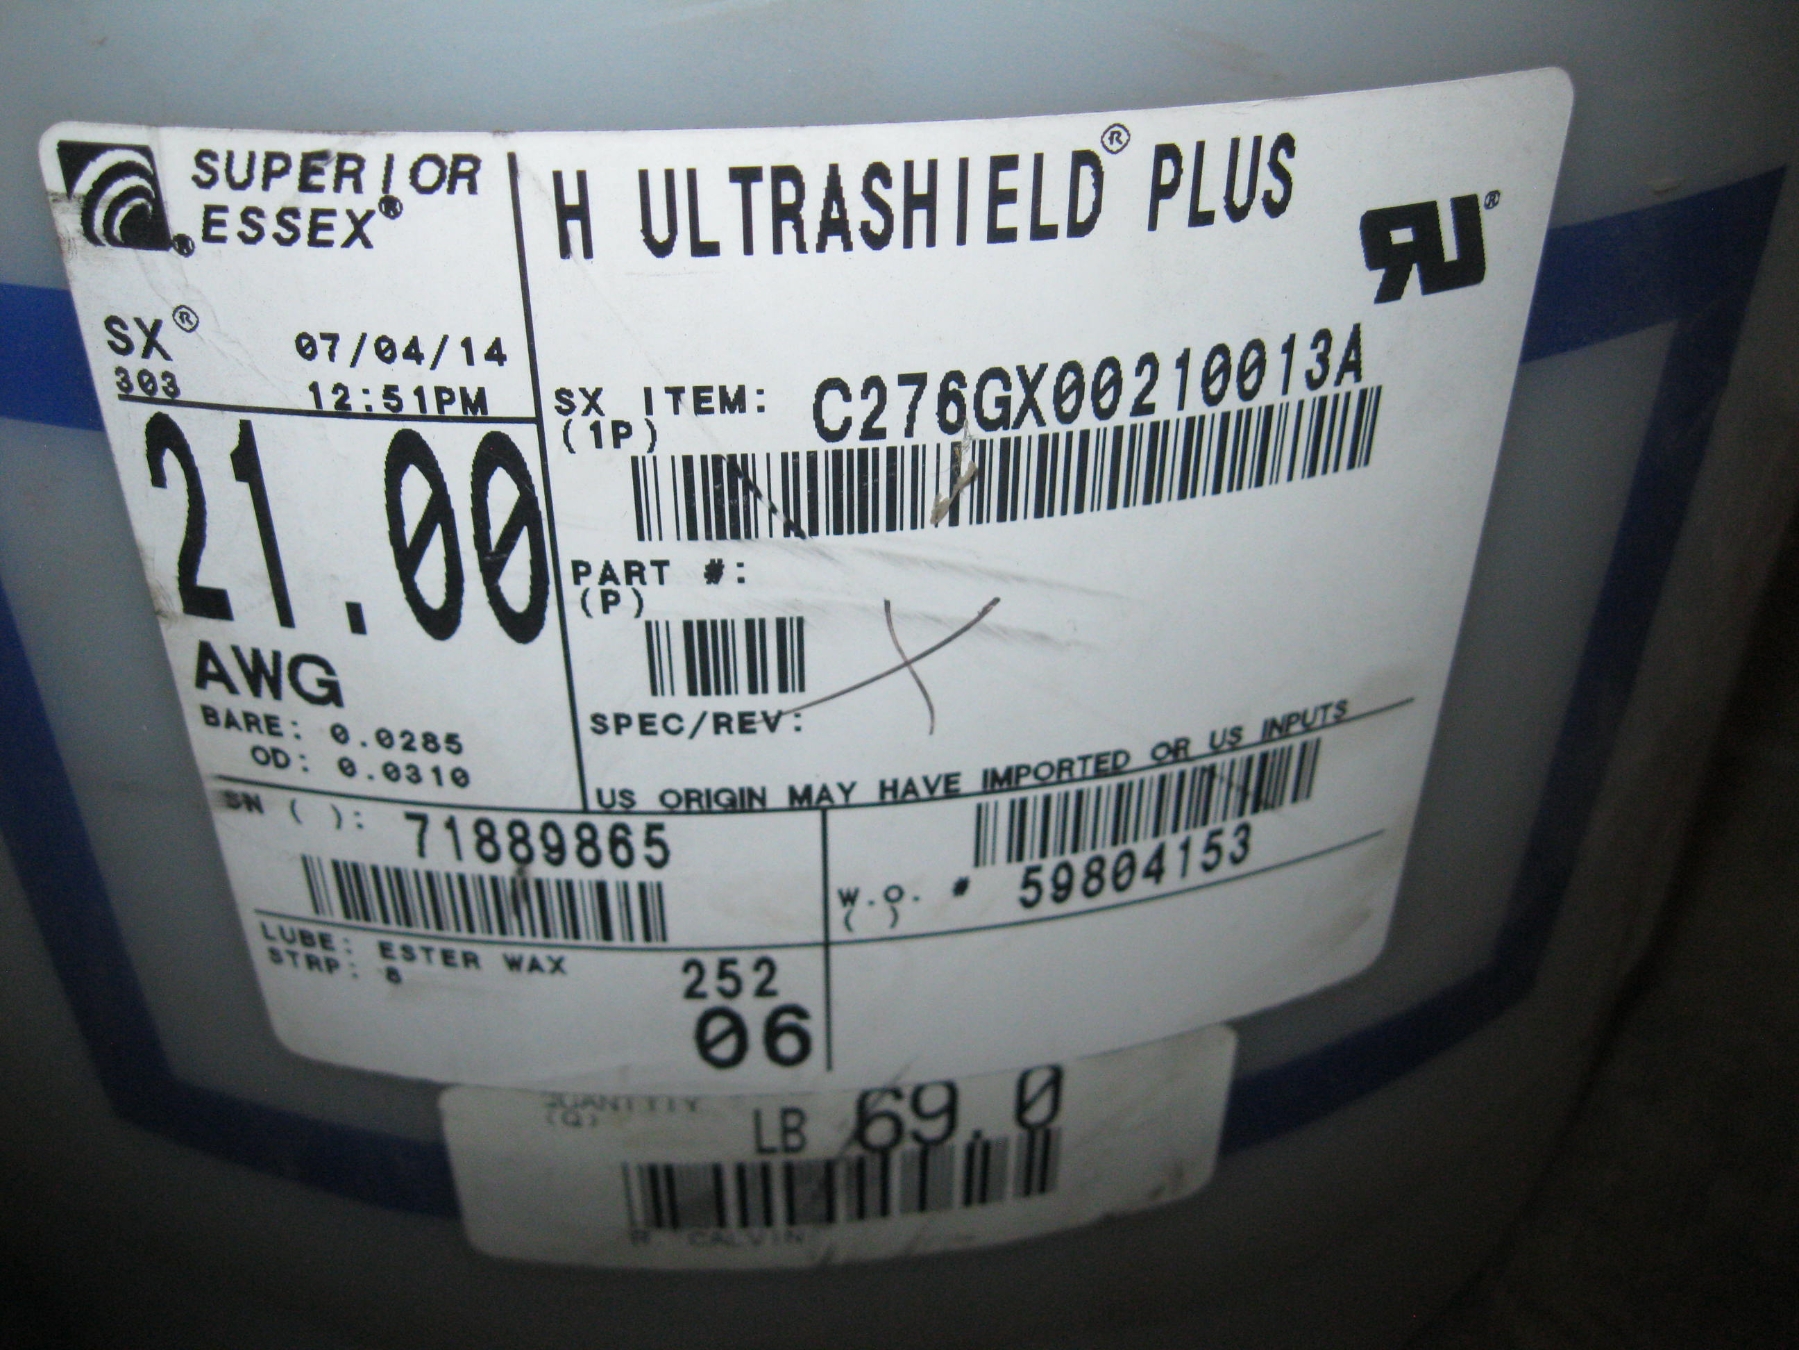 SUPERIOR
ESSEX®
®
SX®
303
07/04/14
12:51PM
H ULTRASHIELD® PLUS
RU®
SX ITEM: C276GX00210013A
(1P)
21.00
AWG
BARE: 0.0285
OD: 0.0310
PART #:
(P)
SPEC/REV:
US ORIGIN MAY HAVE IMPORTED OR US INPUTS
SN ( ): 71889865
W.O. # 59804153
( )
LUBE: ESTER WAX
STRP: 8
252
06
QUANTITY
(Q)
LB 69.0
R CALVIN